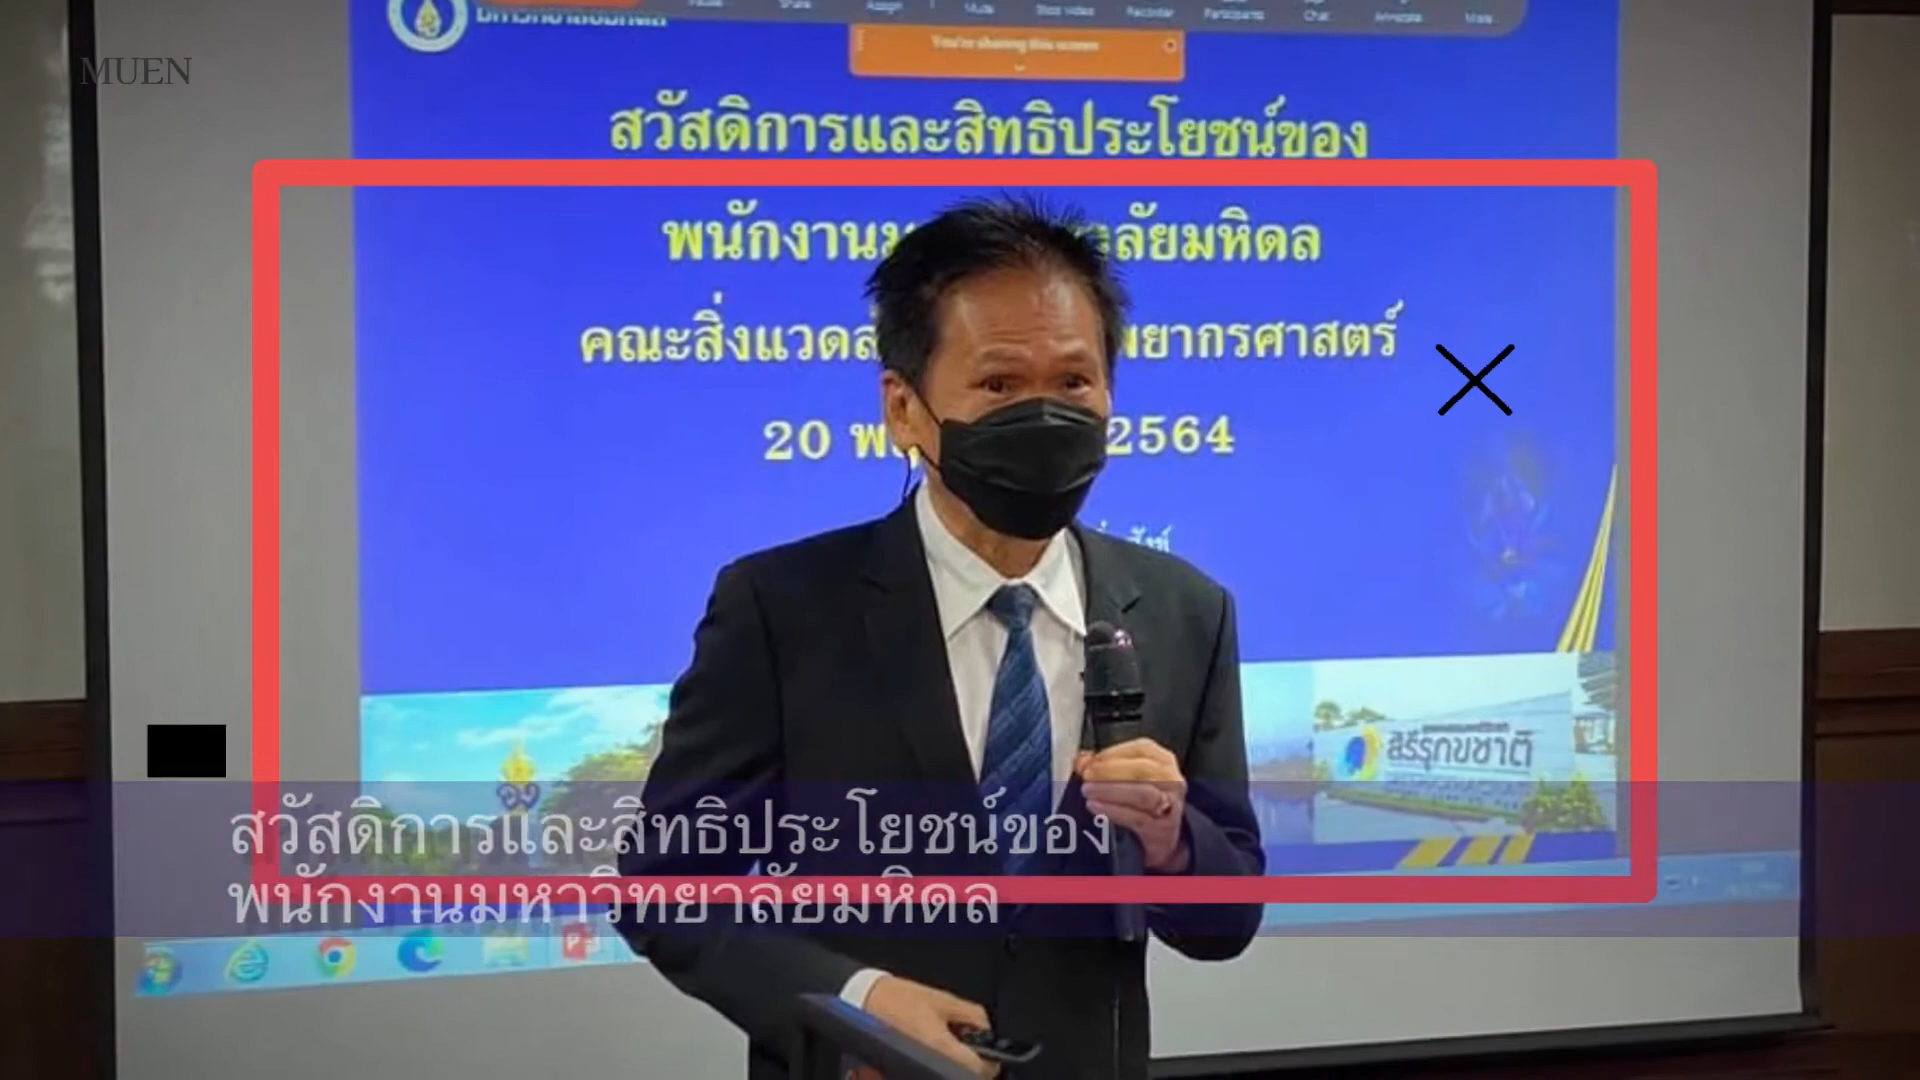 MUEN
You're sharing this screen
สวัสดิการและสิทธิประโยชน์ของ
พนักงานม ลัยมหิดล
คณะสิ่งแวดล้ พยากรศาสตร์
20 พ 2564
สิรีรุกขชาติ
สวัสดิการและสิทธิประโยชน์ของ
พนักงานมหาวิทยาลัยมหิดล